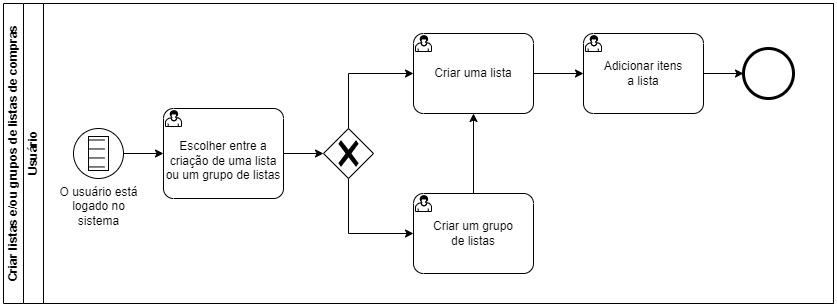 Criar listas e/ou grupos de listas de compras
Usuário
O usuário está
logado no
sistema
Escolher entre a
criação de uma lista
ou um grupo de listas
Criar uma lista
Adicionar itens
a lista
Criar um grupo
de listas